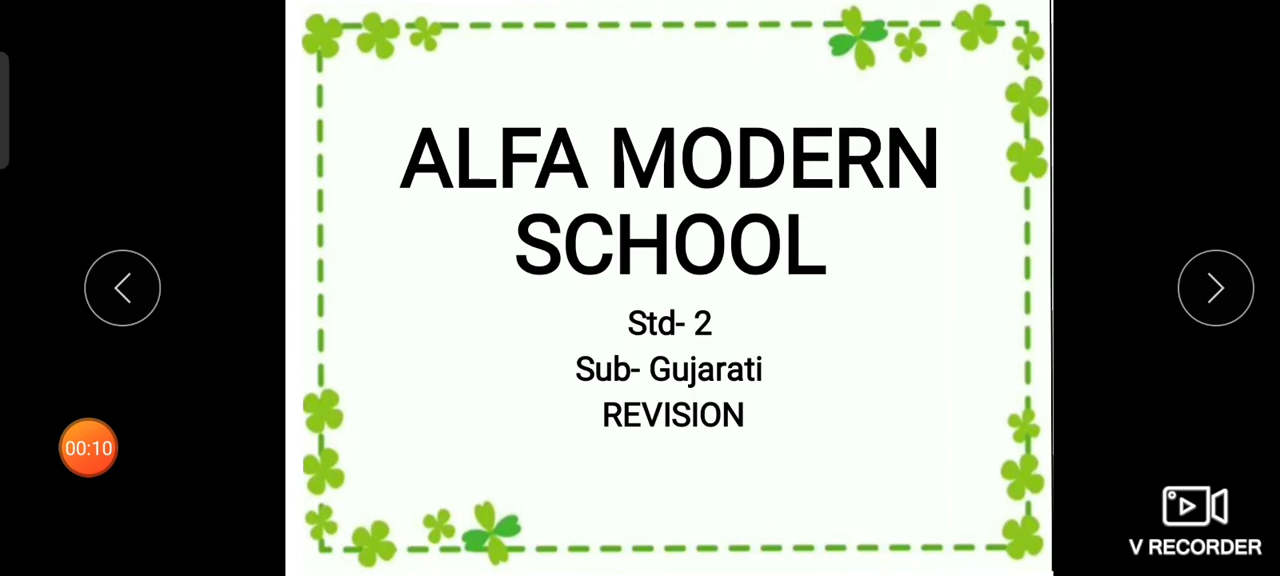 ALFA MODERN
SCHOOL
Std- 2
Sub- Gujarati
REVISION
00:10
V RECORDER